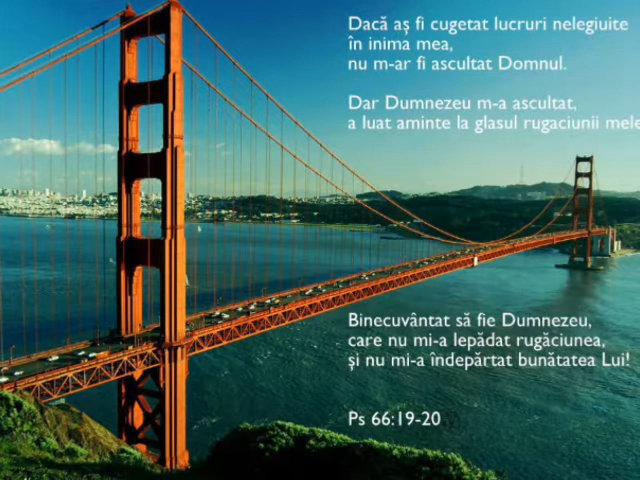 Dacă aș fi cugetat lucruri nelegiuite
în inima mea,
nu m-ar fi ascultat Domnul.
Dar Dumnezeu m-a ascultat,
a luat aminte la glasul rugaciunii mele
Binecuvântat să fie Dumnezeu,
care nu mi-a lepădat rugăciunea,
și nu mi-a îndepărtat bunătatea Lui!
Ps 66:19-20